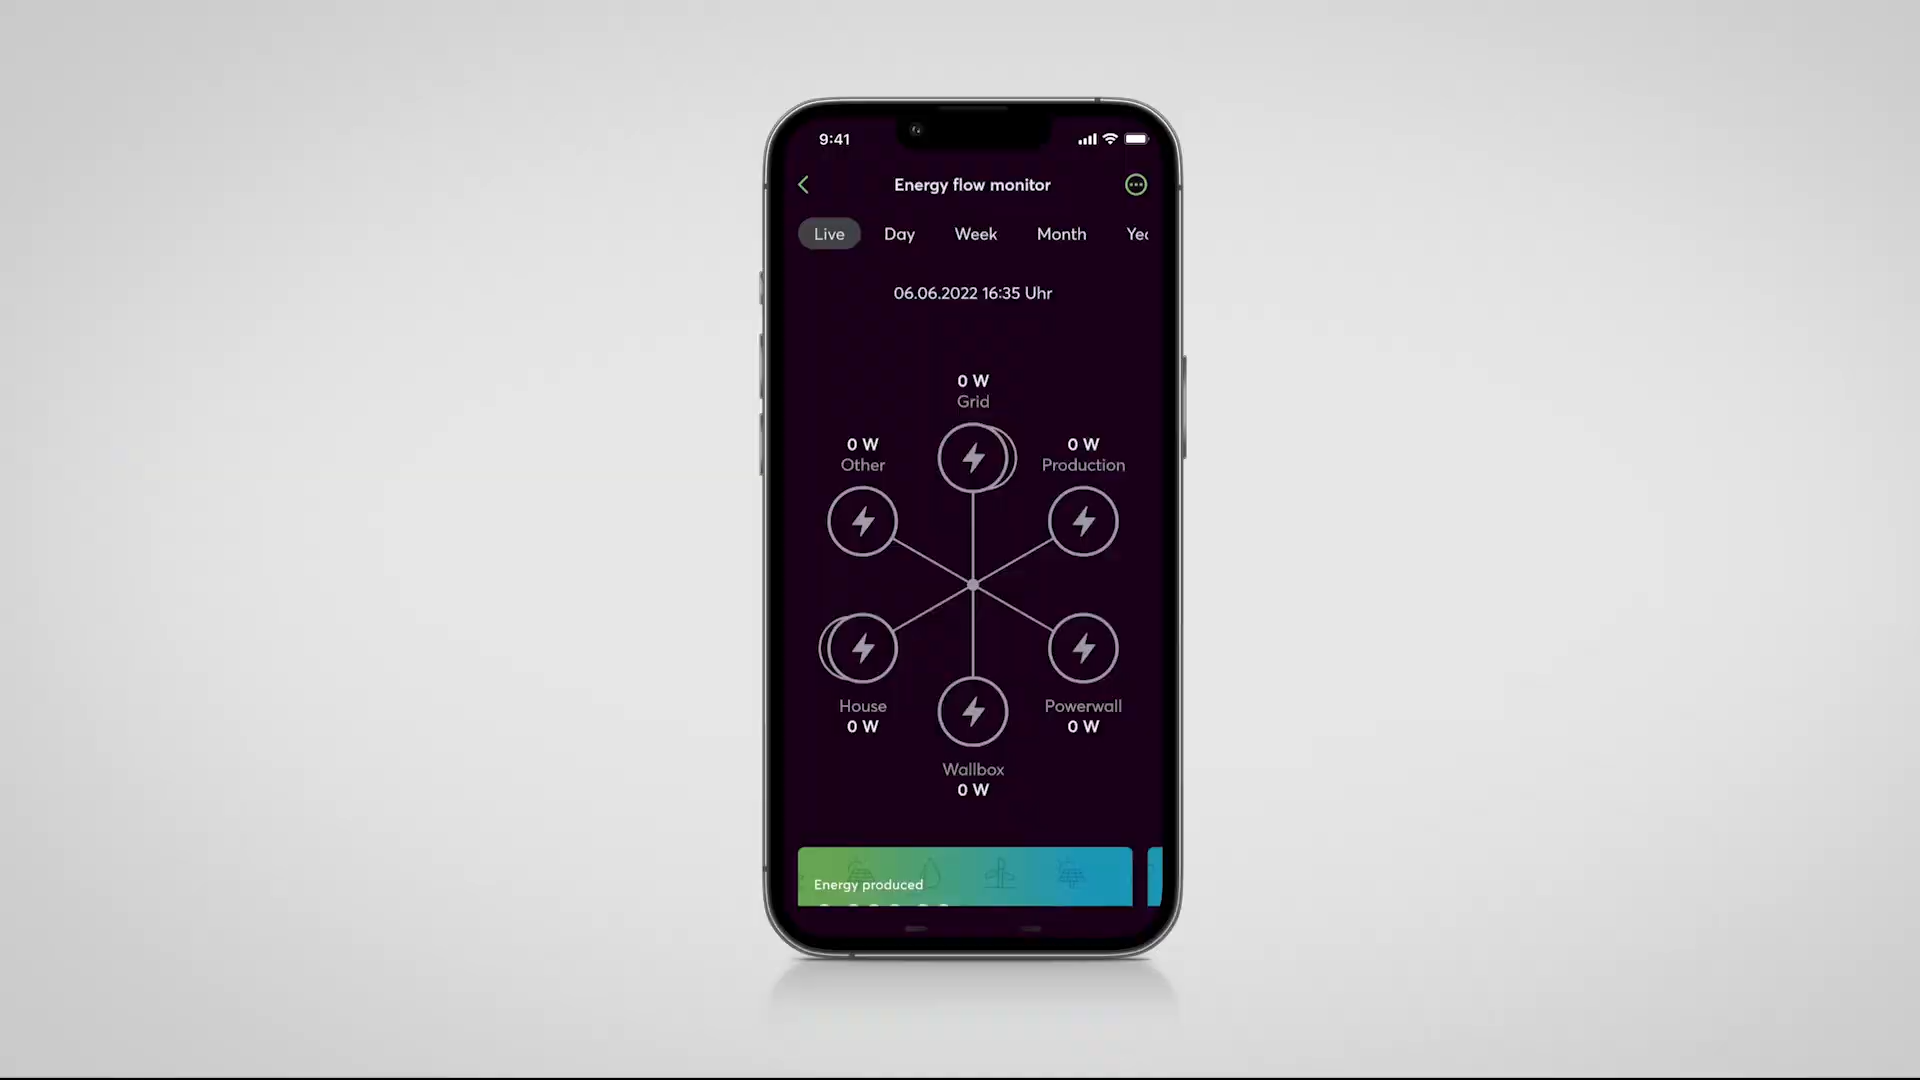 9:41
Energy flow monitor
Live Day Week Month
06.06.2022 16:35 Uhr
0 W
Grid
0 W
Other
0 W
Production
House
0 W
Powerwall
0 W
Wallbox
0 W
Energy produced